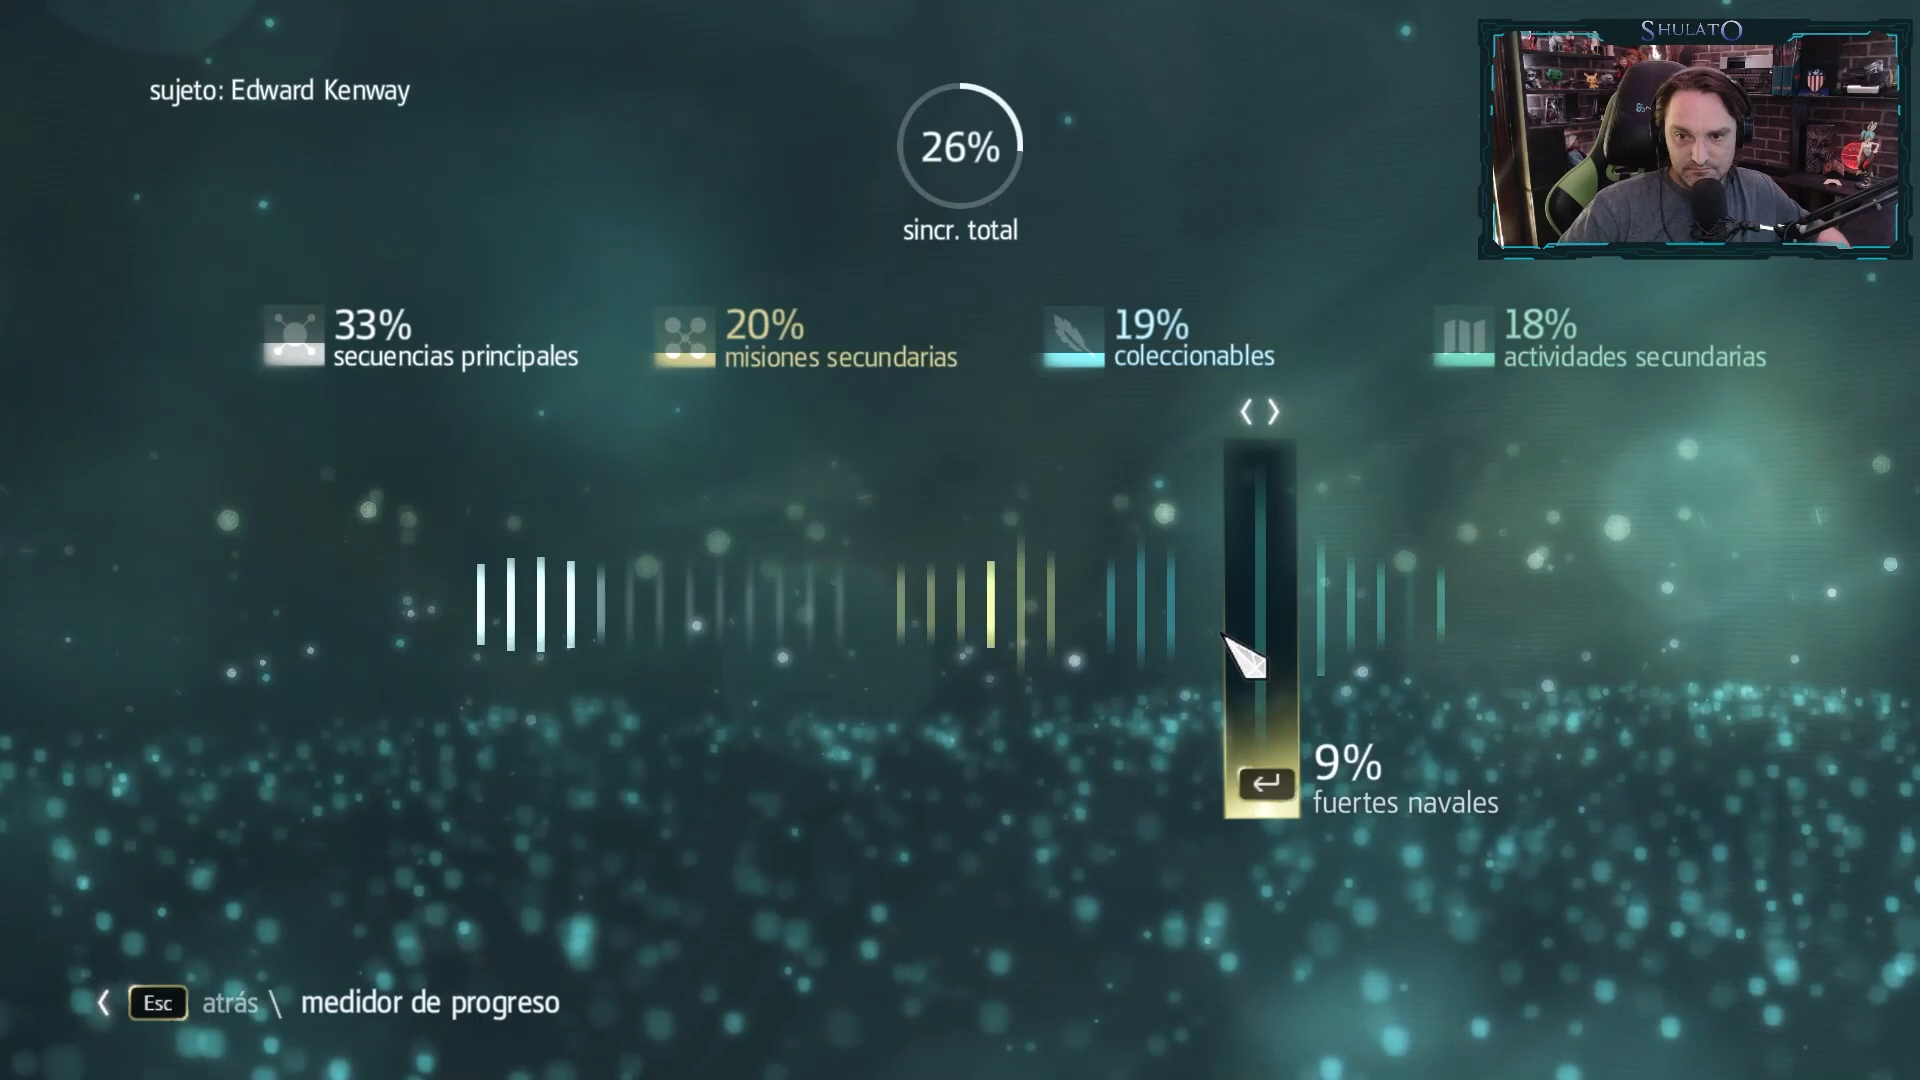 SHULATO
sujeto: Edward Kenway
26%
sincr. total
33%
secuencias principales
20%
misiones secundarias
19%
coleccionables
18%
actividades secundarias
9%
fuertes navales
Esc atrás \ medidor de progreso